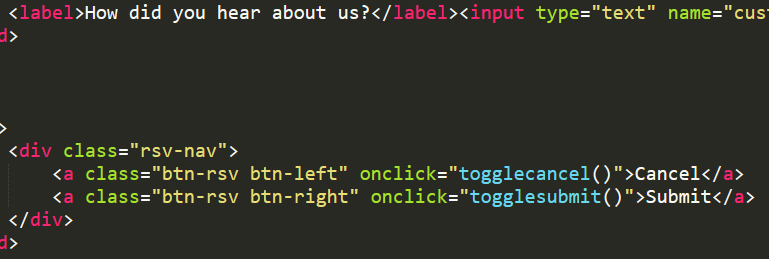 <label>How did you hear about us?</label><input type="text" name="cus
d>
>
<div class="rsv-nav">
<a class="btn-rsv btn-left" onclick="togglecancel()">Cancel</a>
<a class="btn-rsv btn-right" onclick="togglesubmit()">Submit</a>
</div>
d>